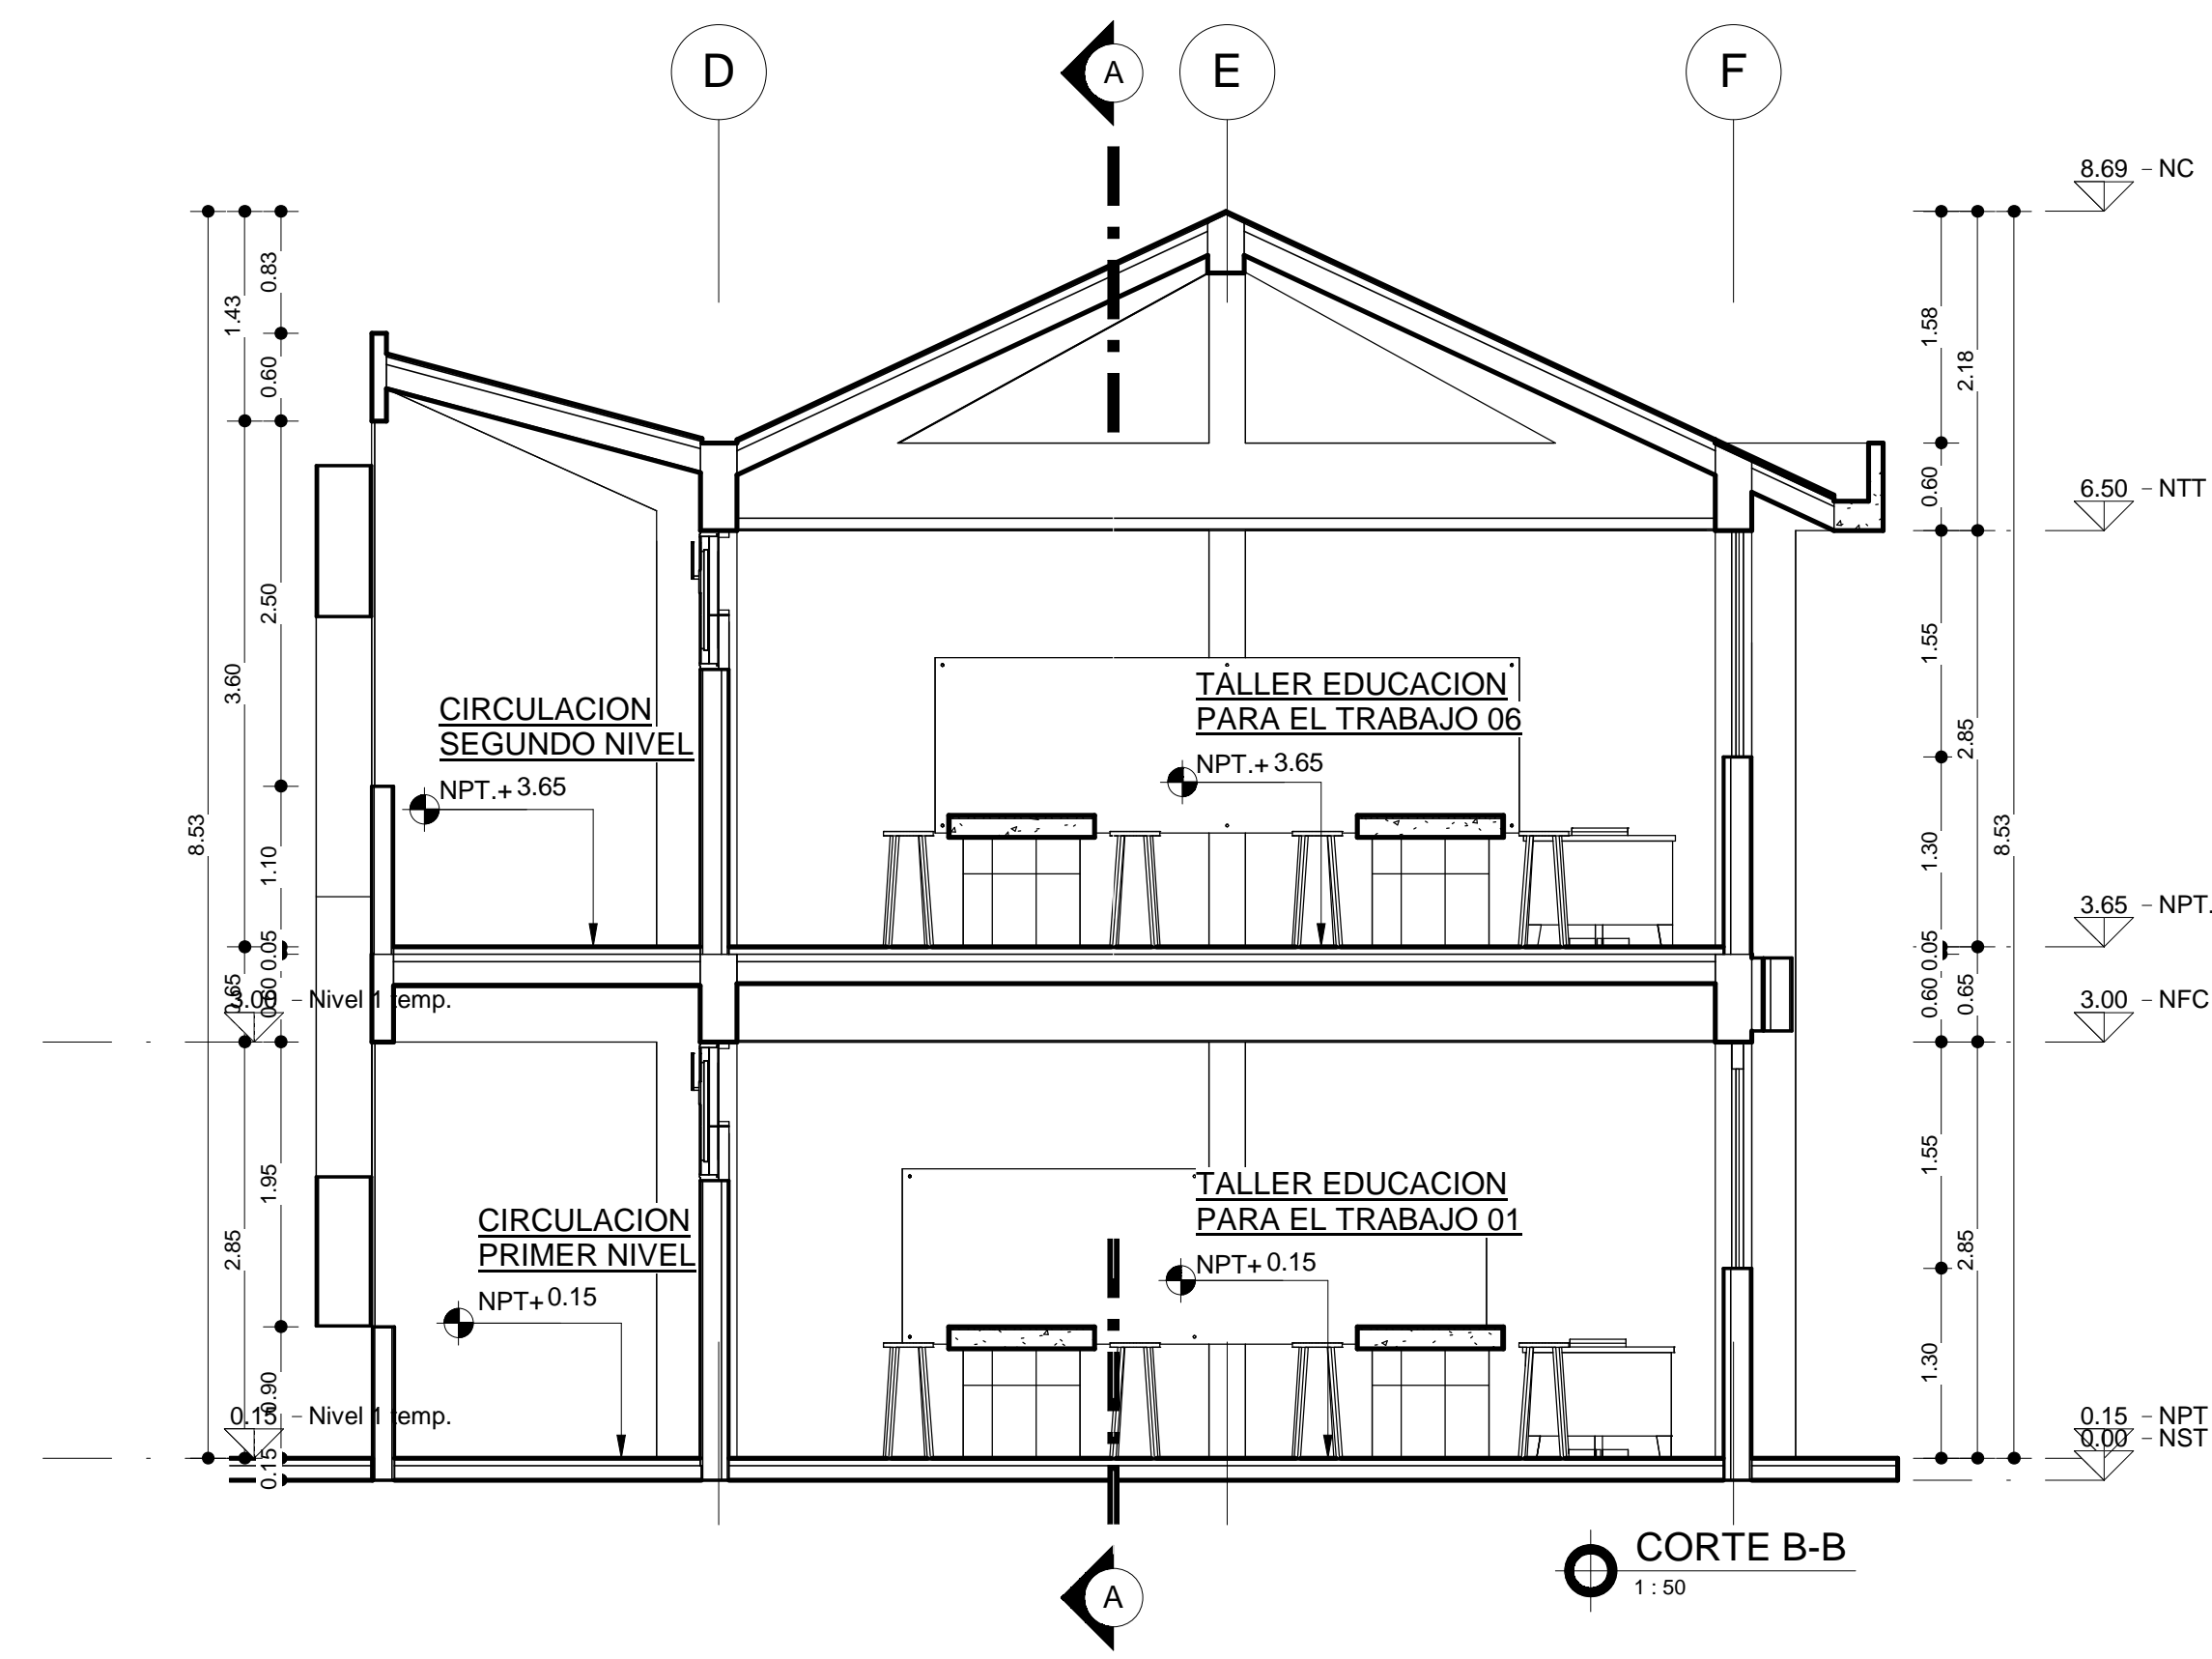 D
A
E
F
8.69 - NC
0.83
1.43
0.60
1.58
2.18
0.60
6.50 - NTT
2.50
3.60
1.55
2.85
TALLER EDUCACION
PARA EL TRABAJO 06
CIRCULACION
SEGUNDO NIVEL
NPT.+ 3.65
NPT.+ 3.65
8.53
1.10
1.30
8.53
3.65 - NPT.
0.05
0.60
0.65
3.00 - Nivel 1 temp.
0.05
0.60
0.65
3.00 - NFC
1.95
2.85
1.55
2.85
TALLER EDUCACION
PARA EL TRABAJO 01
CIRCULACION
PRIMER NIVEL
NPT+ 0.15
NPT+ 0.15
0.90
1.30
0.15 - Nivel 1 temp.
0.15
0.15 - NPT
0.00 - NST
CORTE B-B
1 : 50
A